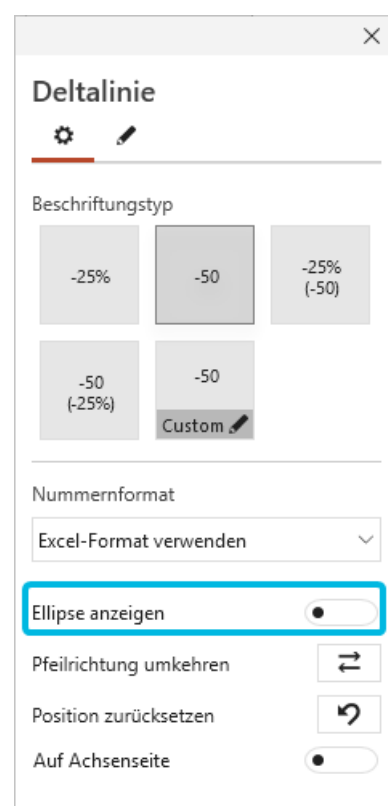 Deltalinie
Beschriftungstyp
-25%
-50
-25%
(-50)
-50
(-25%)
-50
Custom
Nummernformat
Excel-Format verwenden
Ellipse anzeigen
Pfeilrichtung umkehren
Position zurücksetzen
Auf Achsenseite